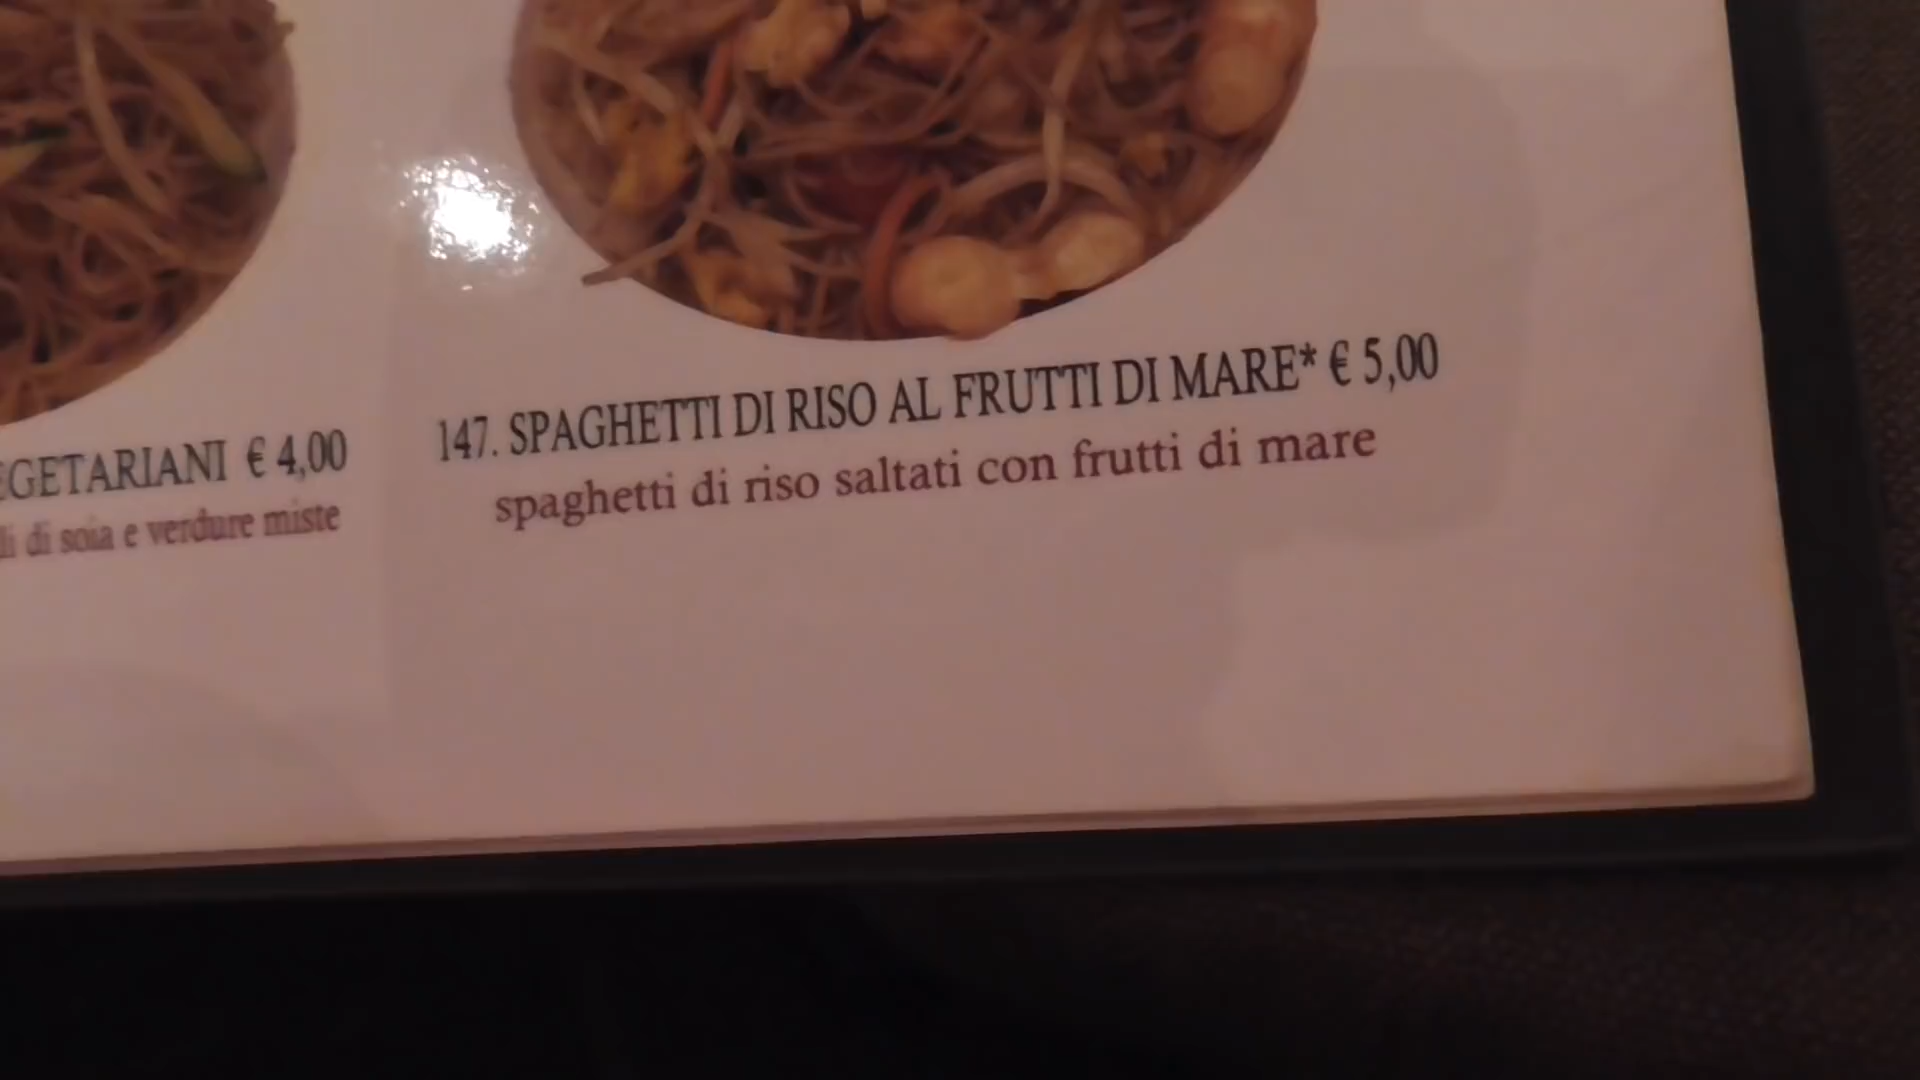 VEGETARIANI € 4,00
di soia e verdure miste
147. SPAGHETTI DI RISO AL FRUTTI DI MARE* € 5,00
spaghetti di riso saltati con frutti di mare